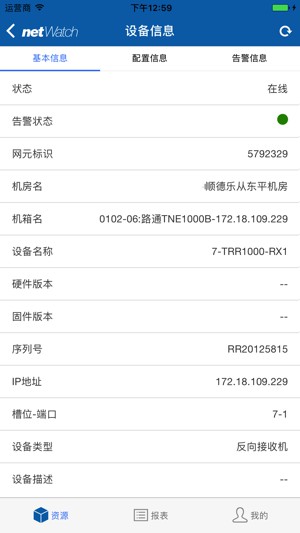 运营商 下午12:59
netWatch 设备信息
基本信息 配置信息 告警信息
状态 在线
告警状态
网元标识 5792329
机房名 顺德乐从东平机房
机箱名 0102-06:路通TNE1000B-172.18.109.229
设备名称 7-TRR1000-RX1
硬件版本 --
固件版本 --
序列号 RR20125815
IP地址 172.18.109.229
槽位-端口 7-1
设备类型 反向接收机
设备描述 --
资源 报表 我的